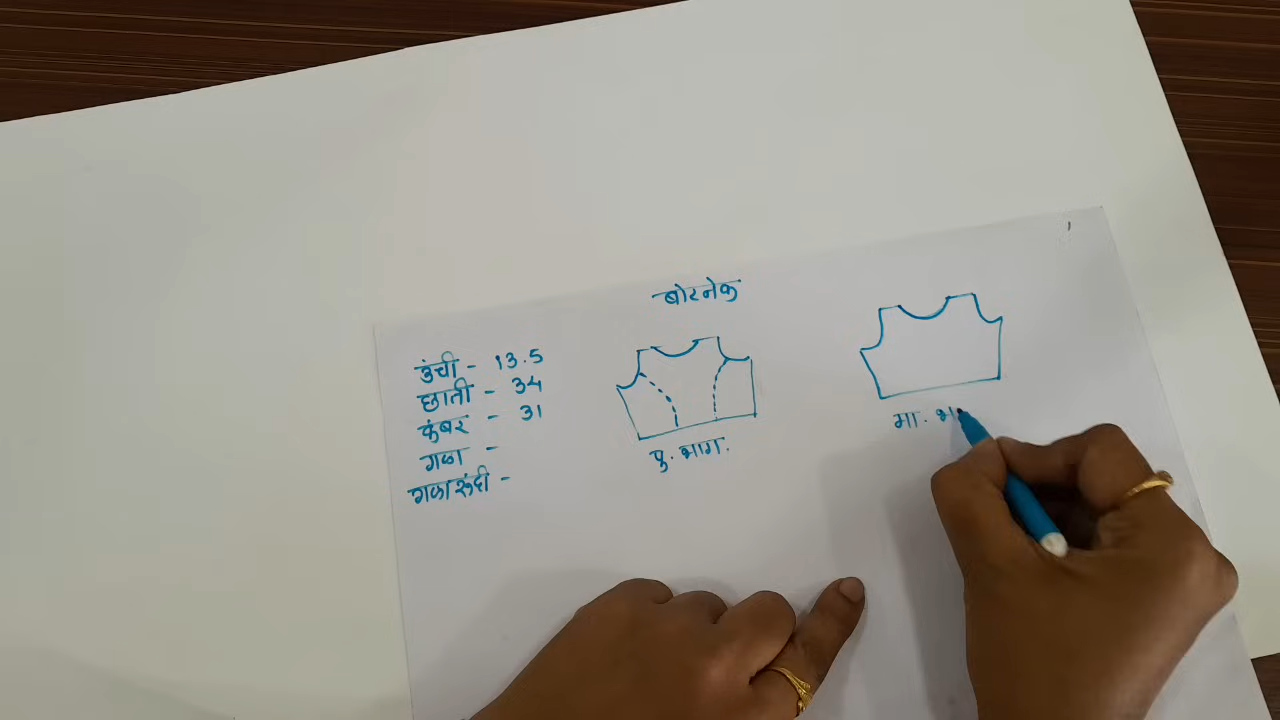 बोटनेक
उंची - 13.5
छाती - 34
कंबर - 31
गळा -
गळारुंदी -
पु. भाग.
मा. भा